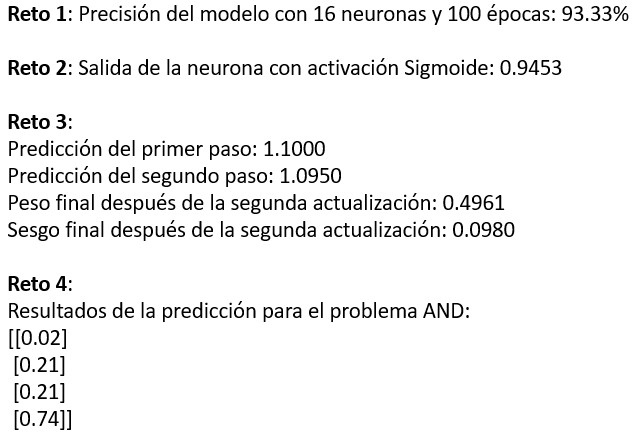 Reto 1: Precisión del modelo con 16 neuronas y 100 épocas: 93.33%
Reto 2: Salida de la neurona con activación Sigmoide: 0.9453
Reto 3:
Predicción del primer paso: 1.1000
Predicción del segundo paso: 1.0950
Peso final después de la segunda actualización: 0.4961
Sesgo final después de la segunda actualización: 0.0980
Reto 4:
Resultados de la predicción para el problema AND:
[[0.02]
[0.21]
[0.21]
[0.74]]